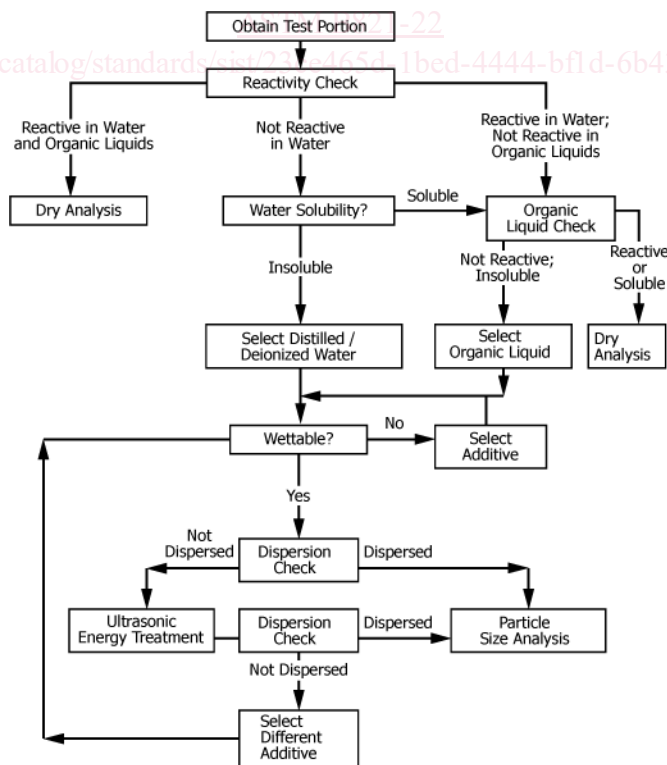 Obtain Test Portion
Reactivity Check
Reactive in Water
and Organic Liquids
Not Reactive
in Water
Reactive in Water;
Not Reactive in
Organic Liquids
Dry Analysis
Water Solubility?
Soluble
Organic
Liquid Check
Insoluble
Not Reactive;
Insoluble
Reactive
or
Soluble
Select Distilled /
Deionized Water
Select
Organic Liquid
Dry
Analysis
Wettable?
No
Select
Additive
Yes
Not
Dispersed
Dispersion
Check
Dispersed
Ultrasonic
Energy Treatment
Dispersion
Check
Dispersed
Particle
Size Analysis
Not Dispersed
Select
Different
Additive